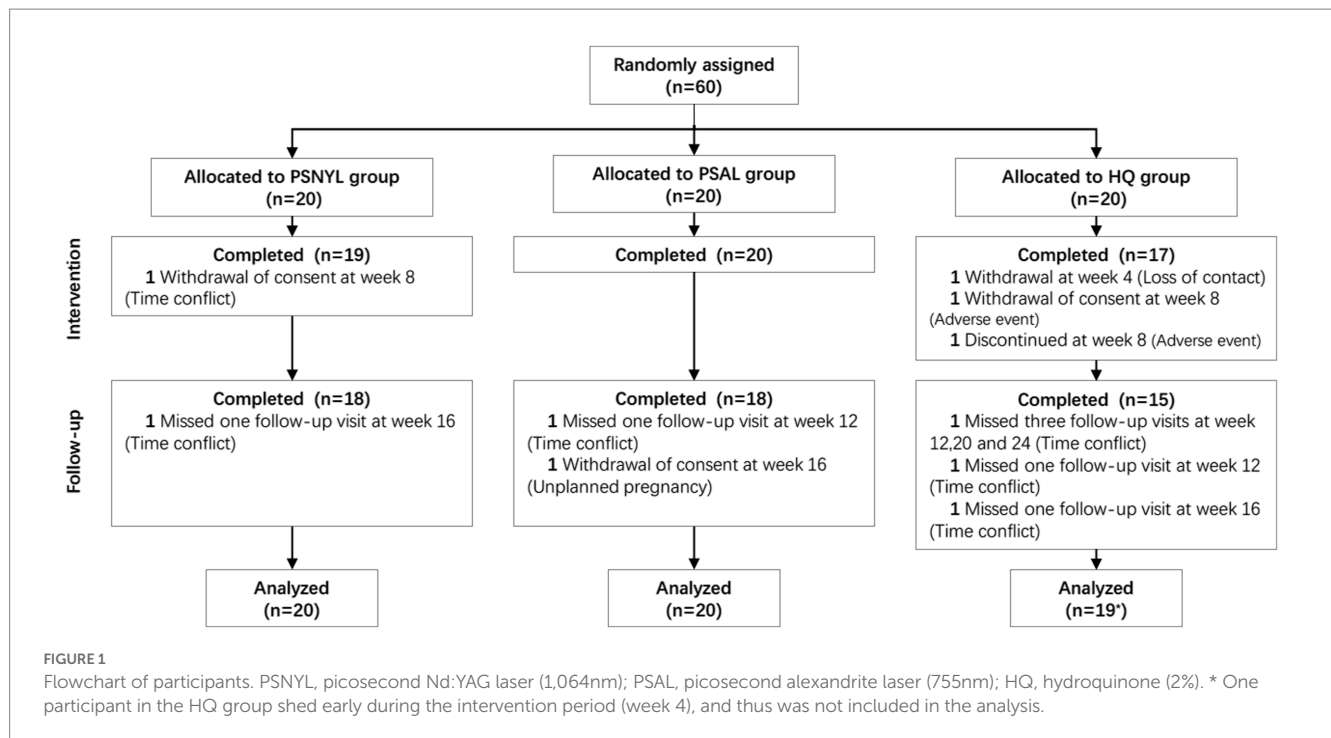 Randomly assigned
(n=60)
Allocated to PSNYL group
(n=20)
Allocated to PSAL group
(n=20)
Allocated to HQ group
(n=20)
Intervention
Completed (n=19)
1 Withdrawal of consent at week 8
(Time conflict)
Completed (n=20)
Completed (n=17)
1 Withdrawal at week 4 (Loss of contact)
1 Withdrawal of consent at week 8
(Adverse event)
1 Discontinued at week 8 (Adverse event)
Follow-up
Completed (n=18)
1 Missed one follow-up visit at week 16
(Time conflict)
Completed (n=18)
1 Missed one follow-up visit at week 12
(Time conflict)
1 Withdrawal of consent at week 16
(Unplanned pregnancy)
Completed (n=15)
1 Missed three follow-up visits at week
12,20 and 24 (Time conflict)
1 Missed one follow-up visit at week 12
(Time conflict)
1 Missed one follow-up visit at week 16
(Time conflict)
Analyzed
(n=20)
Analyzed
(n=20)
Analyzed
(n=19*)
FIGURE 1
Flowchart of participants. PSNYL, picosecond Nd:YAG laser (1,064nm); PSAL, picosecond alexandrite laser (755nm); HQ, hydroquinone (2%). * One
participant in the HQ group shed early during the intervention period (week 4), and thus was not included in the analysis.